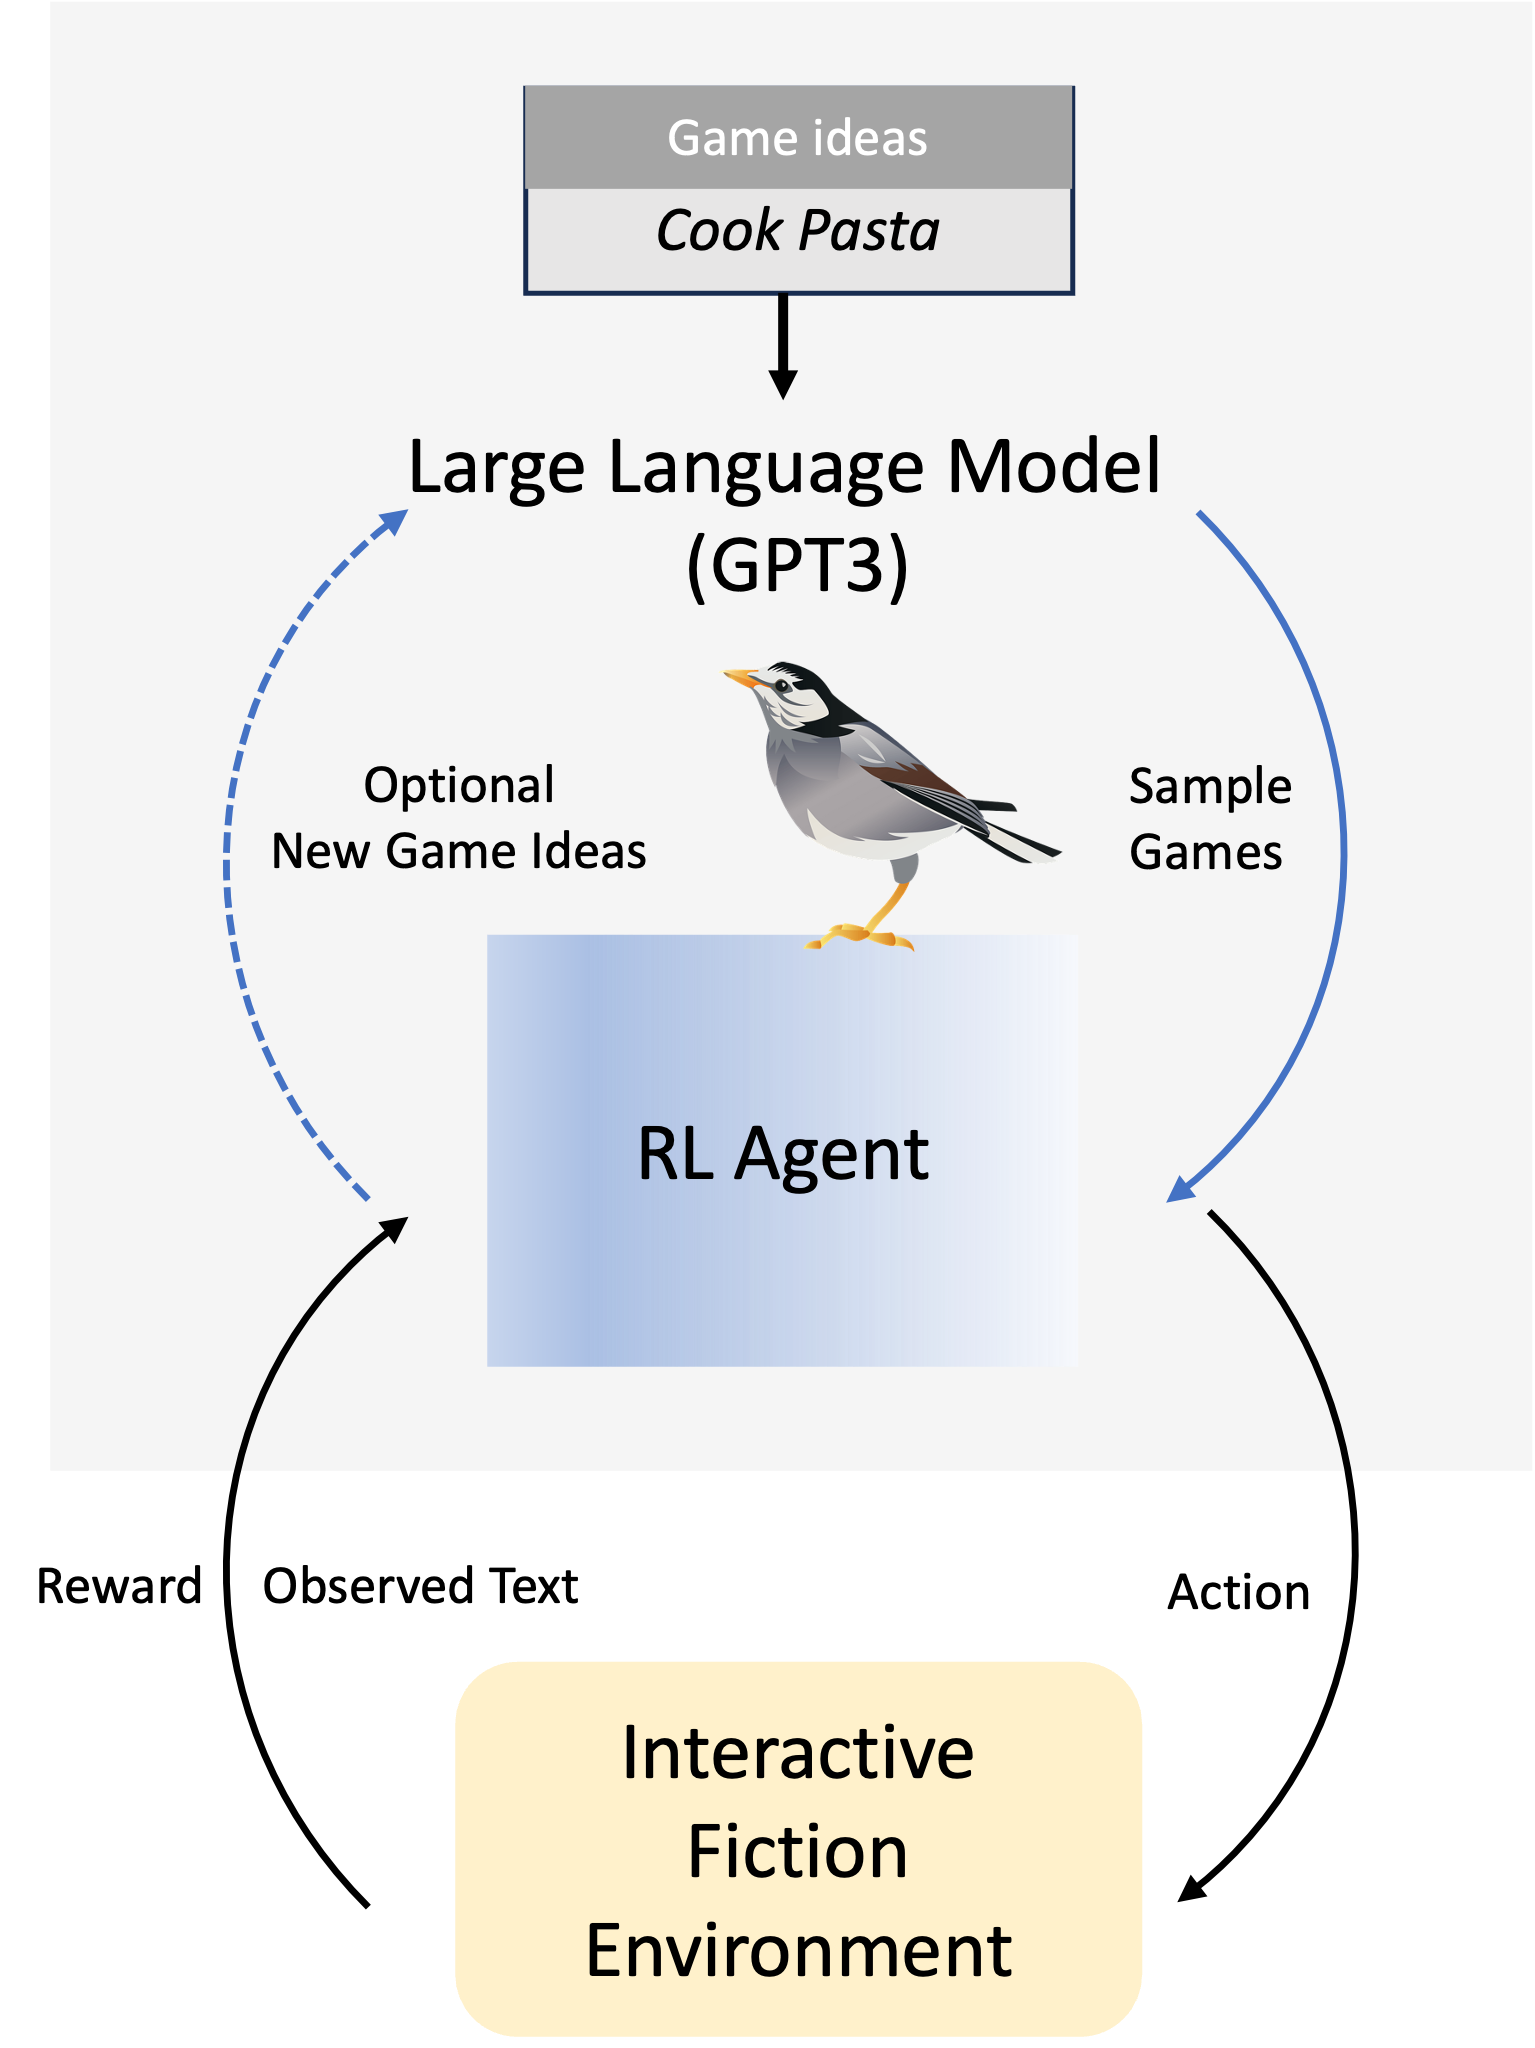 Game ideas
Cook Pasta
Large Language Model
(GPT3)
Optional
New Game Ideas
Sample
Games
RL Agent
Reward
Observed Text
Action
Interactive
Fiction
Environment